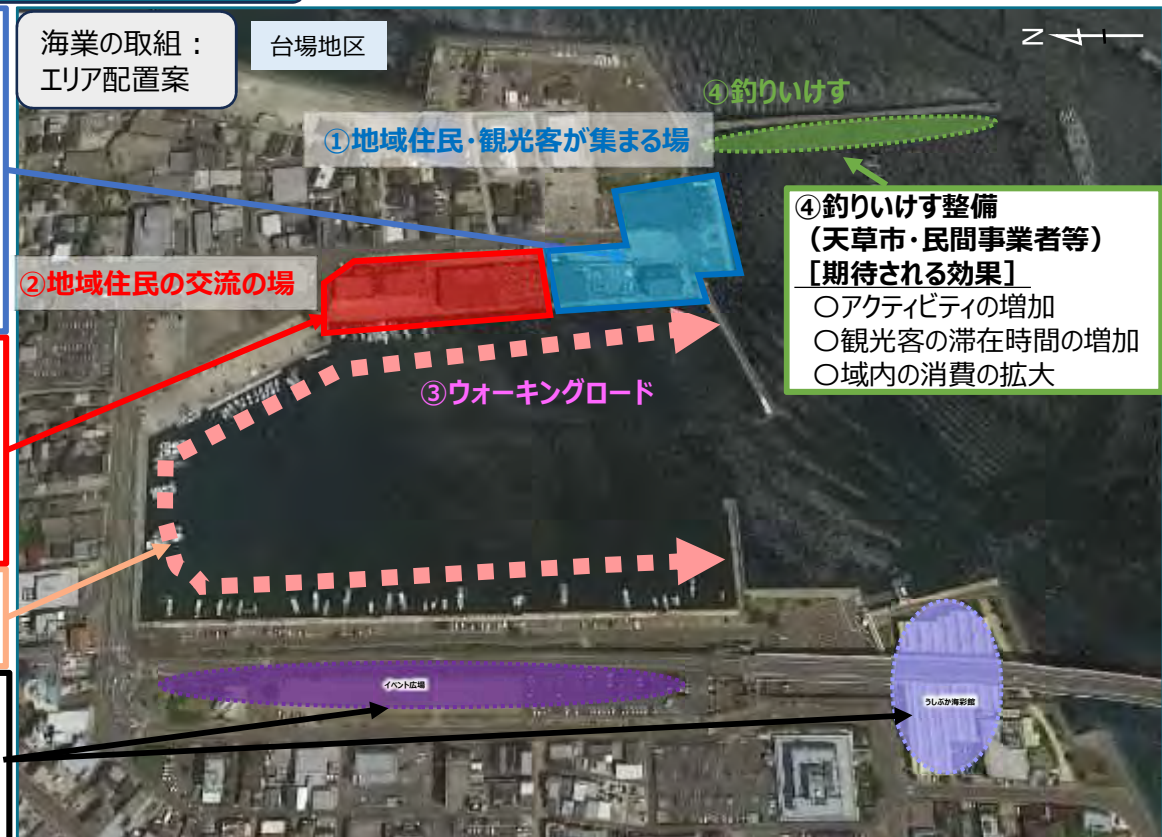 海業の取組：
エリア配置案
台場地区
N
④釣りいけす
①地域住民・観光客が集まる場
④釣りいけす整備
（天草市・民間事業者等）
［期待される効果］
〇アクティビティの増加
〇観光客の滞在時間の増加
〇域内の消費の拡大
②地域住民の交流の場
③ウォーキングロード
イベント広場
うしぶか海彩館